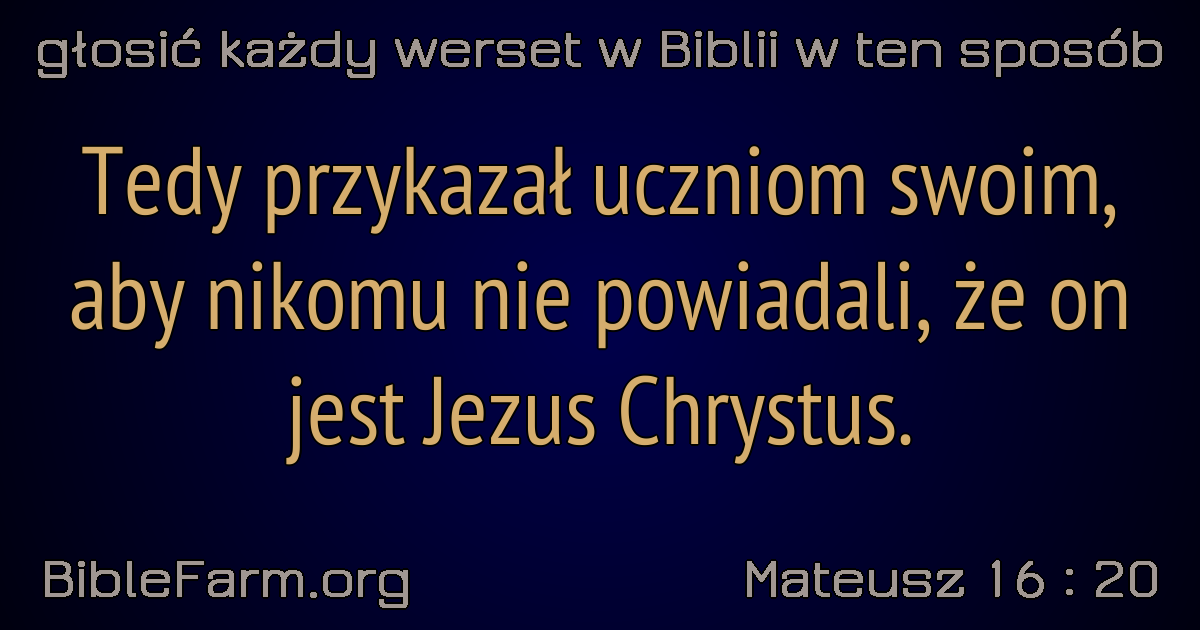 głosić każdy werset w Biblii w ten sposób
Tedy przykazał uczniom swoim,
aby nikomu nie powiadali, że on
jest Jezus Chrystus.
BibleFarm.org
Mateusz 16 : 20